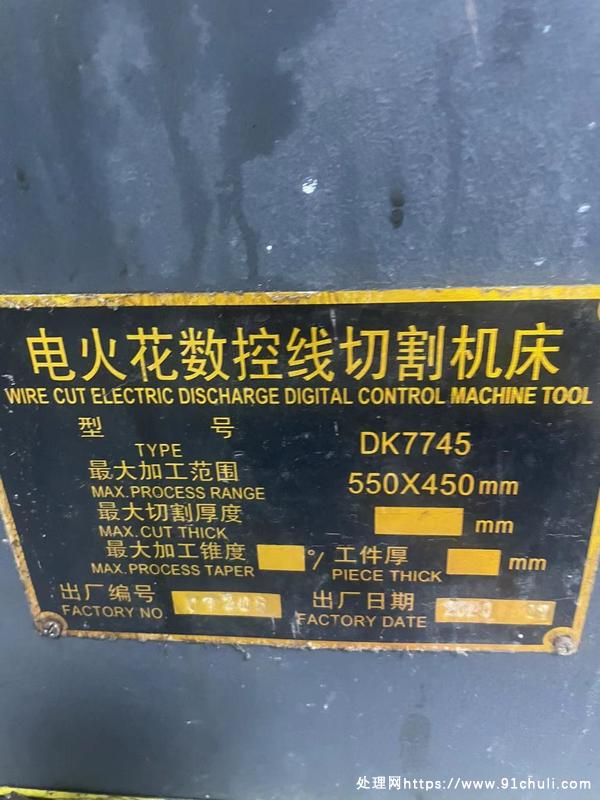 电火花数控线切割机床
WIRE CUT ELECTRIC DISCHARGE DIGITAL CONTROL MACHINE TOOL
型 号 DK7745
TYPE
最大加工范围 550X450mm
MAX.PROCESS RANGE
最大切割厚度 mm
MAX.CUT THICK
最大加工锥度 °/ 工件厚 mm
MAX.PROCESS TAPER PIECE THICK
出厂编号 出厂日期 2020
FACTORY NO. FACTORY DATE
处理网https://www.91chuli.com